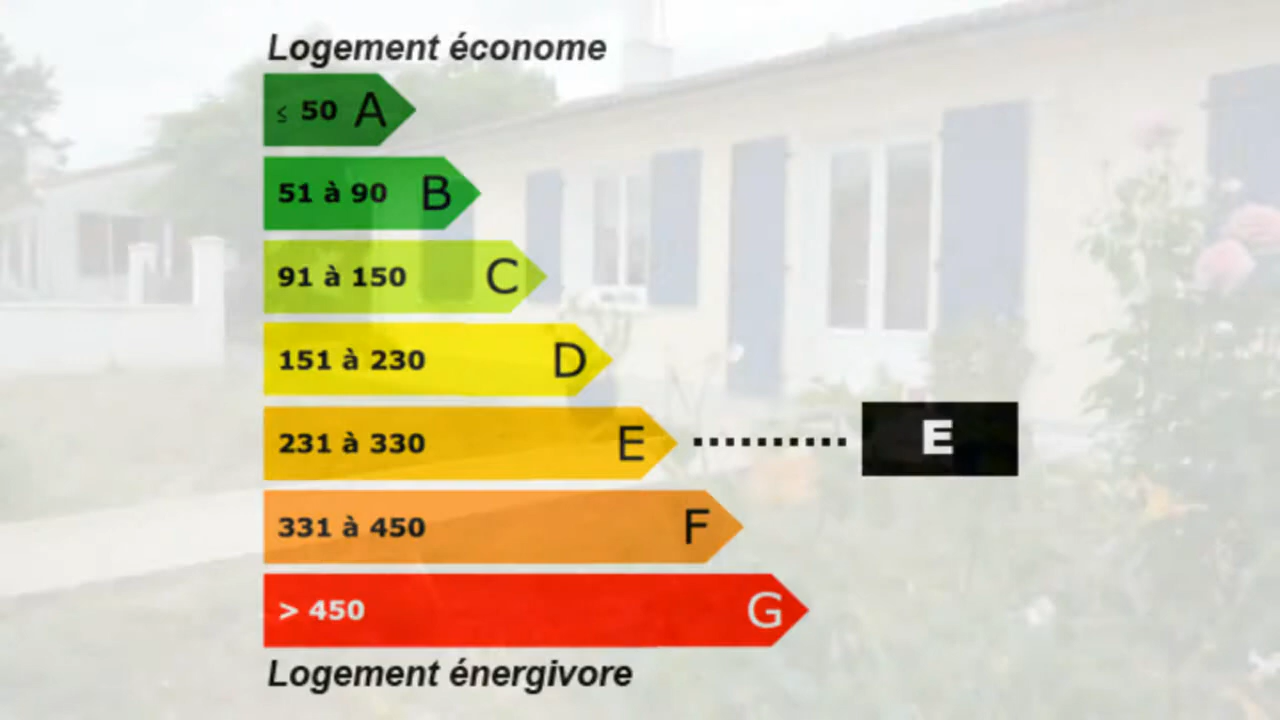 Logement économe
≤ 50 A
51 à 90 B
91 à 150 C
151 à 230 D
231 à 330 E E
331 à 450 F
> 450 G
Logement énergivore